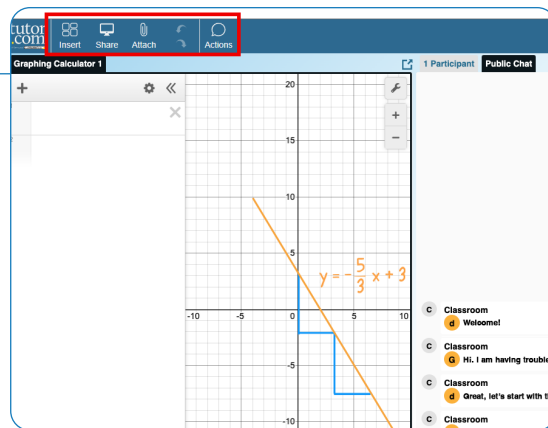 tutor
.com
Insert Share Attach Actions
Graphing Calculator 1
1 Participant Public Chat
+
+
−
20
15
10
5
y = -5/3 x + 3
-10 -5 0 5 10
-5
-10
C Classroom
d Welcome!
C Classroom
G Hi. I am having trouble
C Classroom
d Great, let's start with
C Classroom